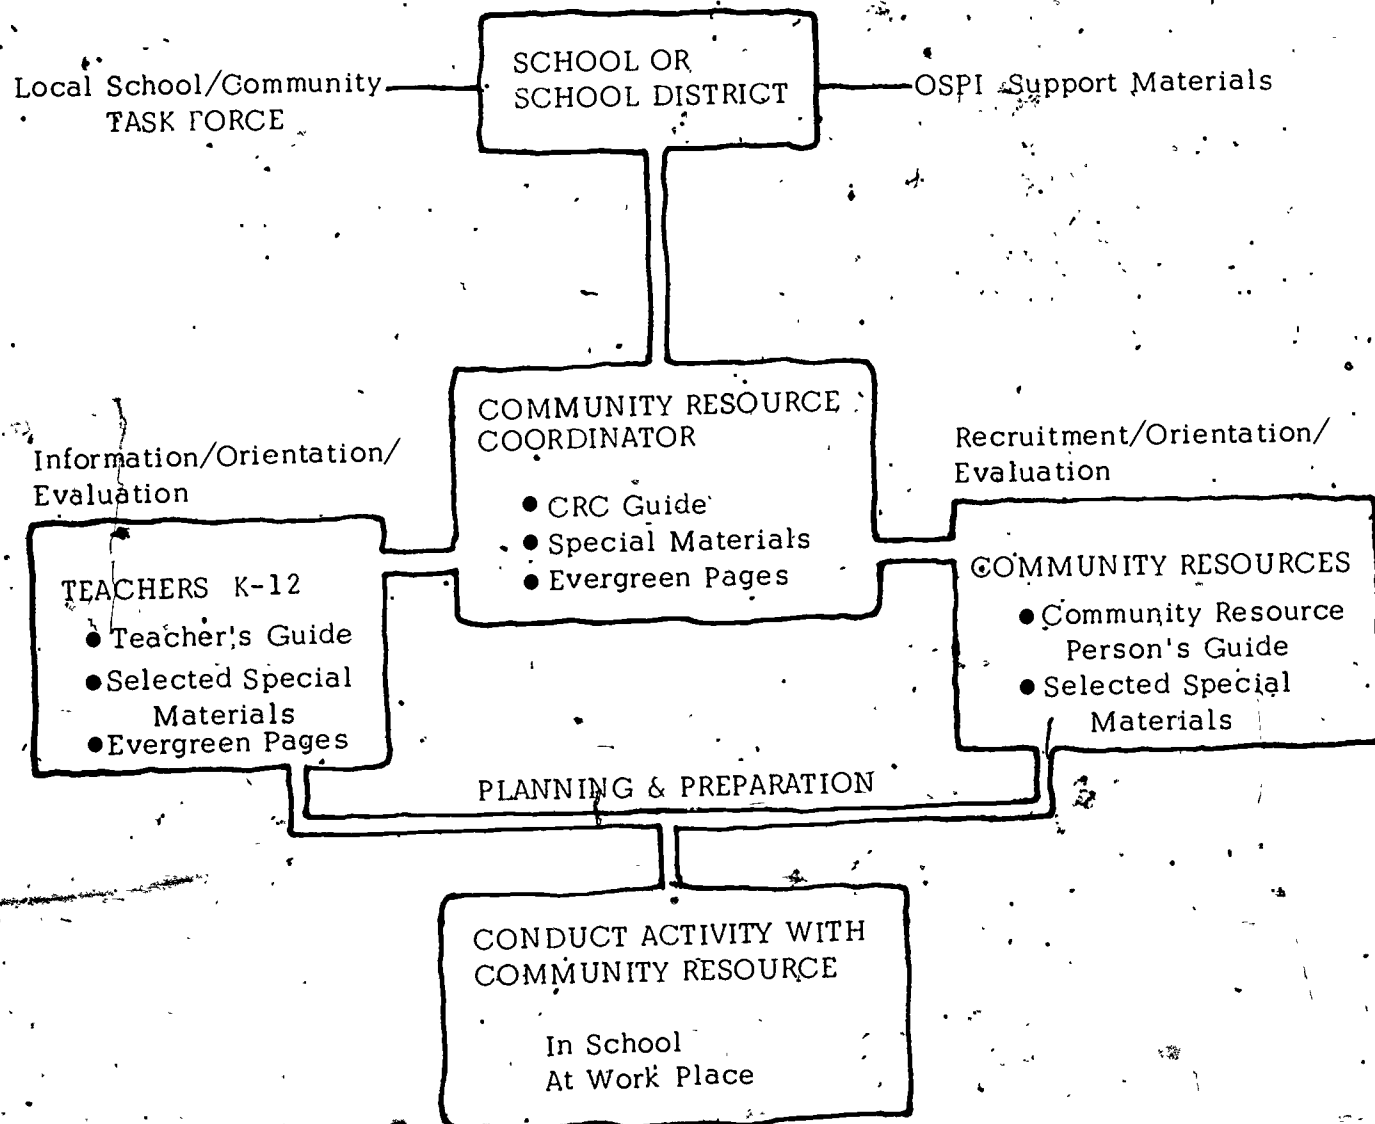 SCHOOL OR
SCHOOL DISTRICT
Local School/Community
TASK FORCE
OSPI Support Materials
COMMUNITY RESOURCE
COORDINATOR
● CRC Guide
● Special Materials
● Evergreen Pages
Information/Orientation/
Evaluation
TEACHERS K-12
● Teacher's Guide
● Selected Special
Materials
● Evergreen Pages
Recruitment/Orientation/
Evaluation
COMMUNITY RESOURCES
● Community Resource
Person's Guide
● Selected Special
Materials
PLANNING & PREPARATION
CONDUCT ACTIVITY WITH
COMMUNITY RESOURCE
In School
At Work Place